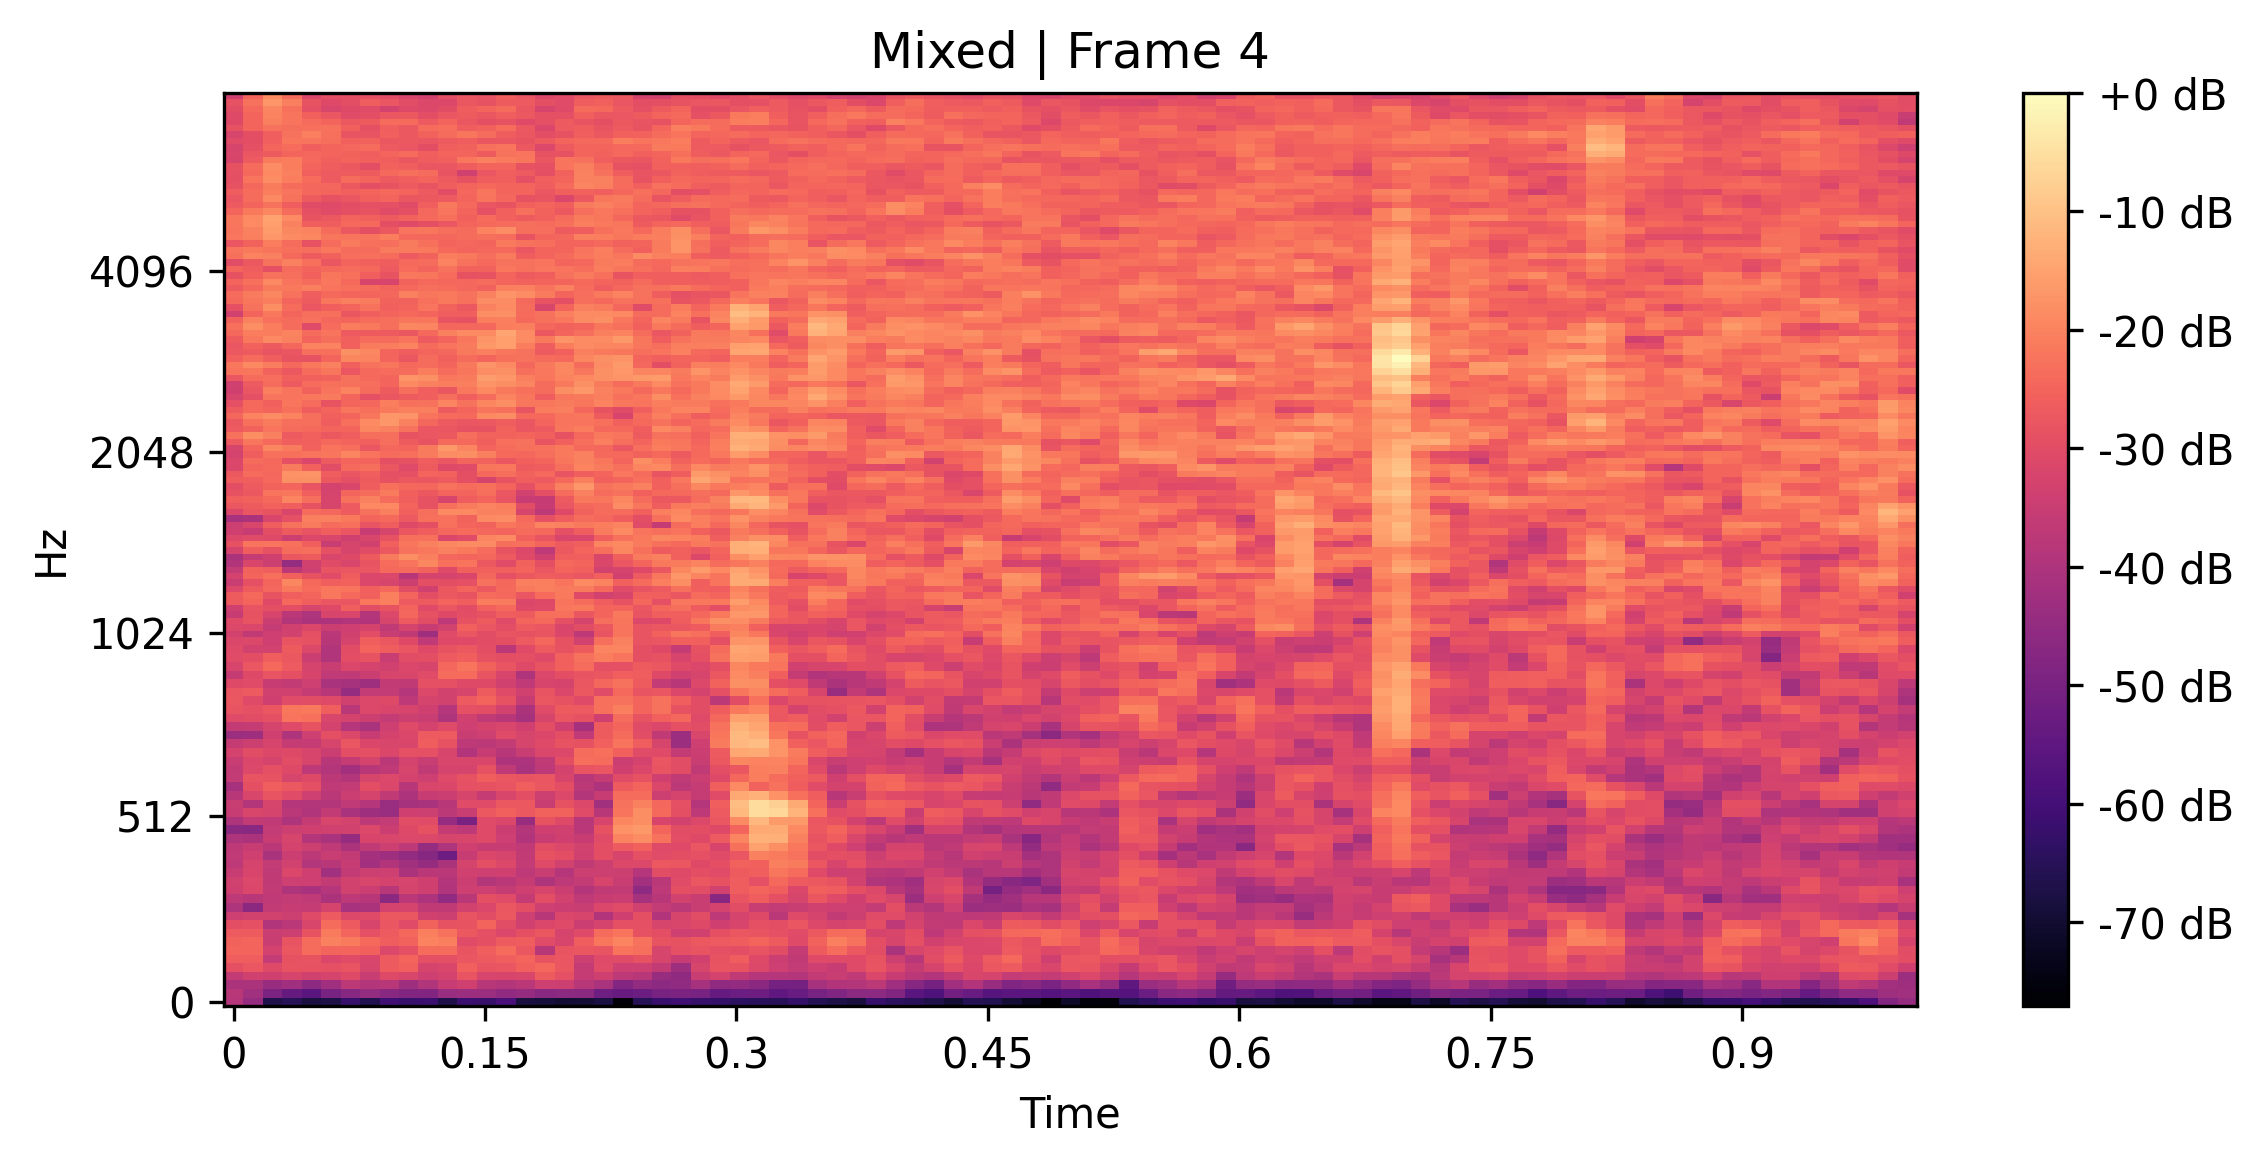 Mixed | Frame 4
Hz
4096
2048
1024
512
0
0 0.15 0.3 0.45 0.6 0.75 0.9
Time
+0 dB
-10 dB
-20 dB
-30 dB
-40 dB
-50 dB
-60 dB
-70 dB